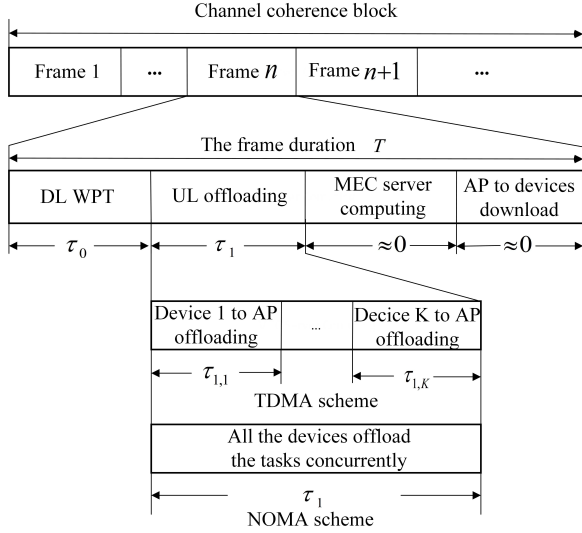 Channel coherence block
Frame 1 ... Frame n Frame n+1 ...
The frame duration T
DL WPT UL offloading MEC server computing AP to devices download
τ₀ τ₁ ≈0 ≈0
Device 1 to AP offloading ... Decice K to AP offloading
τ₁,₁ τ₁,K
TDMA scheme
All the devices offload
the tasks concurrently
τ₁
NOMA scheme